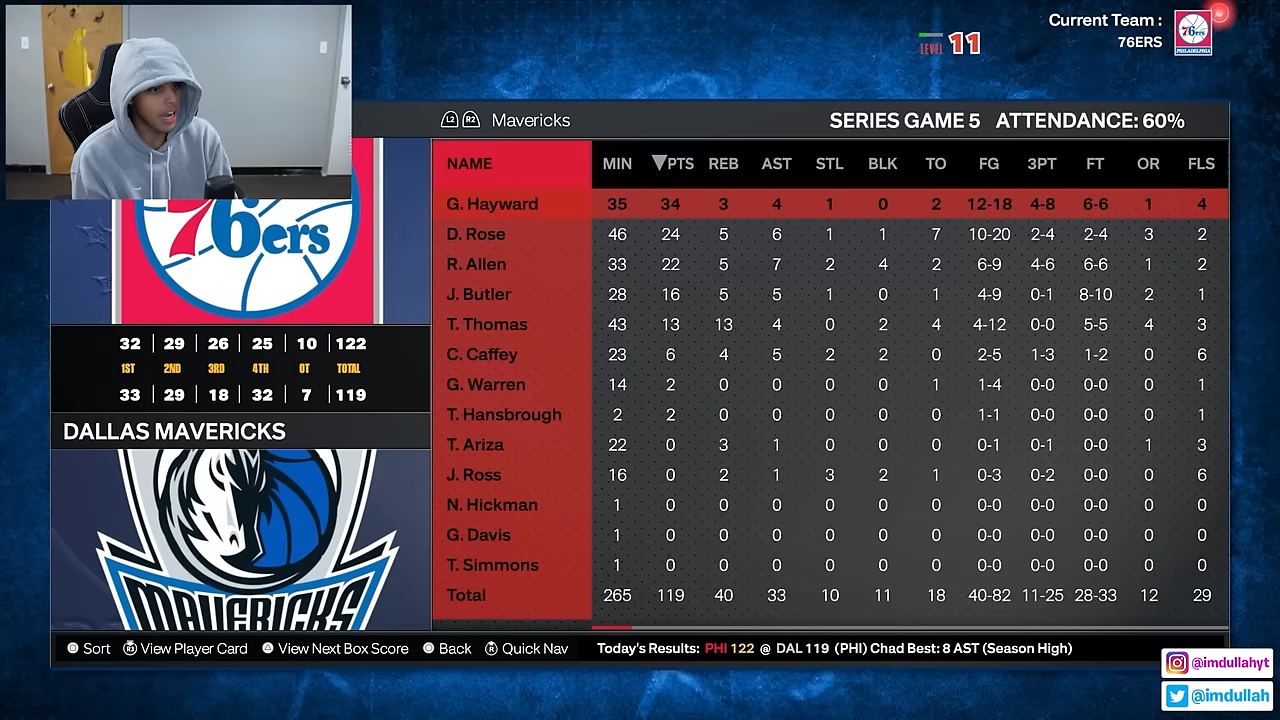 Current Team :
76ERS
LEVEL 11
76ers
PHILADELPHIA
L2 R2 Mavericks
SERIES GAME 5 ATTENDANCE: 60%
NAME MIN ▼PTS REB AST STL BLK TO FG 3PT FT OR FLS
G. Hayward 35 34 3 4 1 0 2 12-18 4-8 6-6 1 4
D. Rose 46 24 5 6 1 1 7 10-20 2-4 2-4 3 2
R. Allen 33 22 5 7 2 4 2 6-9 4-6 6-6 1 2
J. Butler 28 16 5 5 1 0 1 4-9 0-1 8-10 2 1
T. Thomas 43 13 13 4 0 2 4 4-12 0-0 5-5 4 3
C. Caffey 23 6 4 5 2 2 0 2-5 1-3 1-2 0 6
G. Warren 14 2 0 0 0 0 1 1-4 0-0 0-0 0 1
T. Hansbrough 2 2 0 0 0 0 0 1-1 0-0 0-0 0 1
T. Ariza 22 0 3 1 0 0 0 0-1 0-1 0-0 1 3
J. Ross 16 0 2 1 3 2 1 0-3 0-2 0-0 0 6
N. Hickman 1 0 0 0 0 0 0 0-0 0-0 0-0 0 0
G. Davis 1 0 0 0 0 0 0 0-0 0-0 0-0 0 0
T. Simmons 1 0 0 0 0 0 0 0-0 0-0 0-0 0 0
Total 265 119 40 33 10 11 18 40-82 11-25 28-33 12 29
76ers
32 29 26 25 10 122
1ST 2ND 3RD 4TH OT TOTAL
33 29 18 32 7 119
DALLAS MAVERICKS
MAVERICKS
Sort RS View Player Card View Next Box Score Back R Quick Nav
Today's Results: PHI 122 @ DAL 119 (PHI) Chad Best: 8 AST (Season High)
@imdullahyt
@imdullah